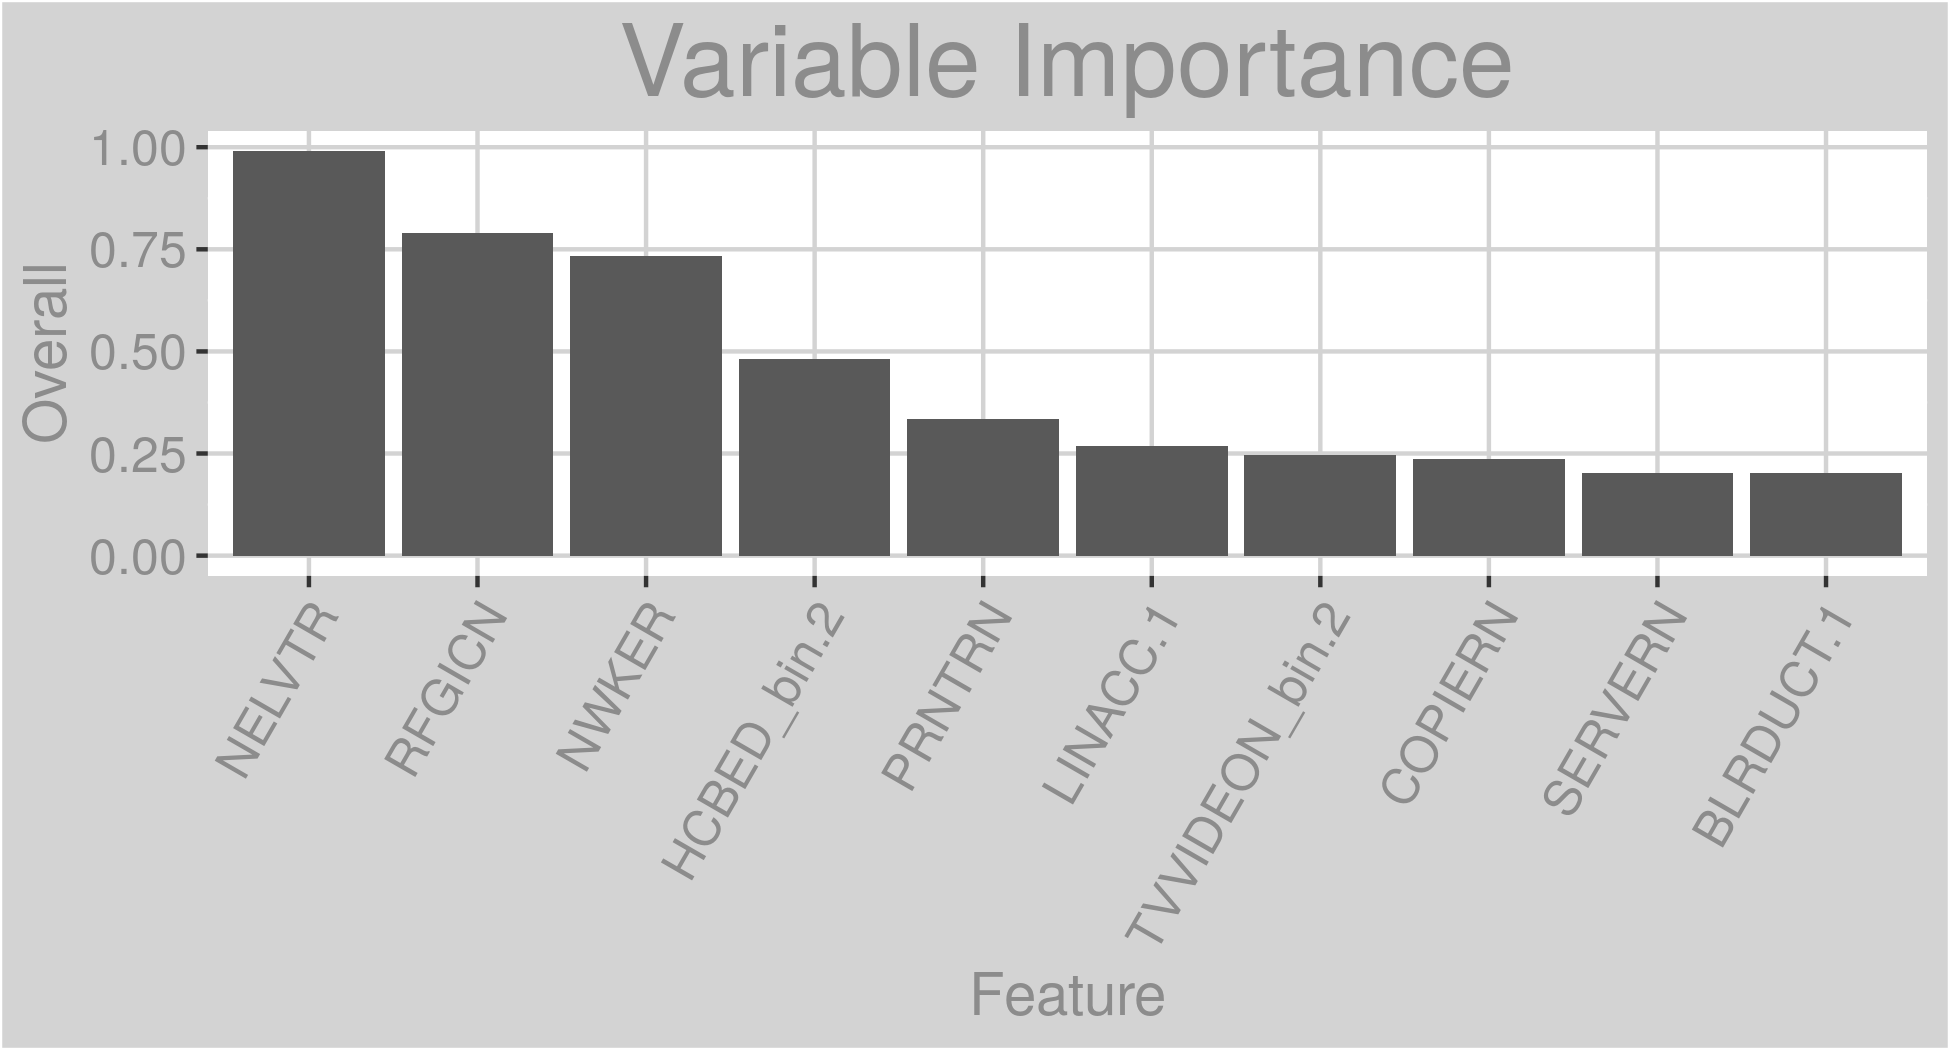 Variable Importance
Overall
1.00
0.75
0.50
0.25
0.00
NELVTR
RFGICN
NWKER
HCBED_bin.2
PRNTRN
LINACC.1
TVVIDEON_bin.2
COPIERN
SERVERN
BLRDUCT.1
Feature